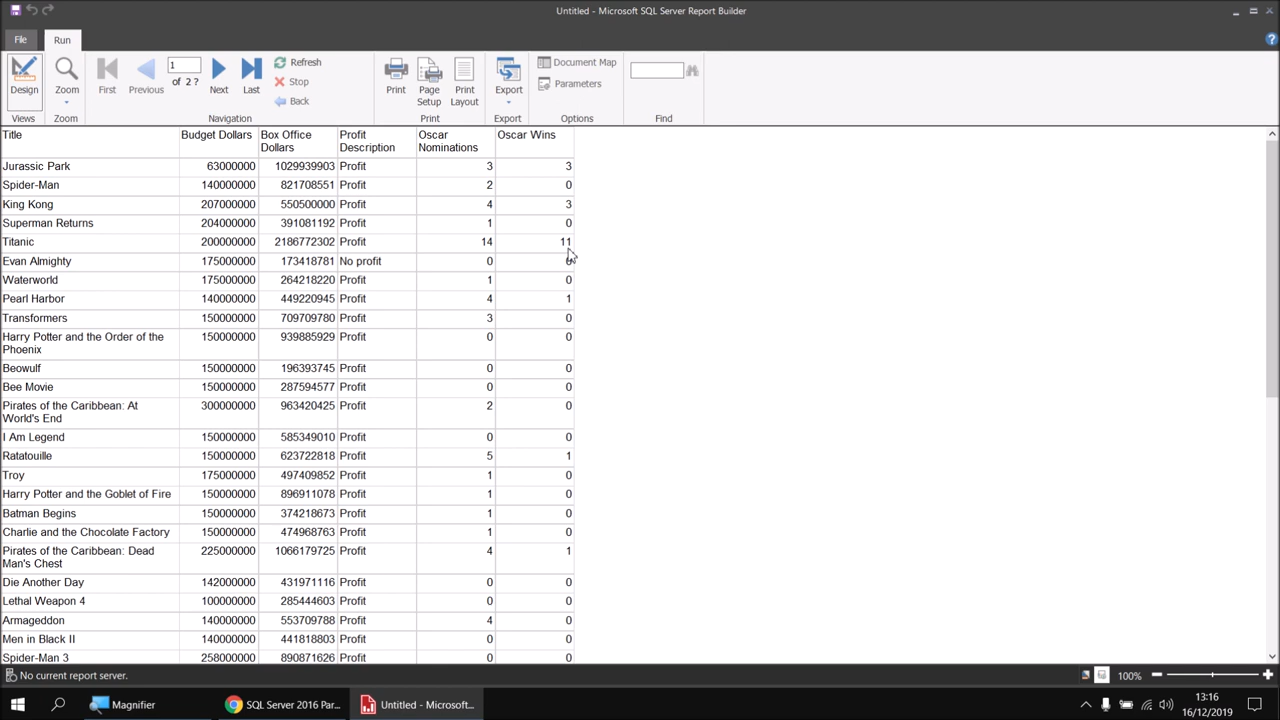 Untitled - Microsoft SQL Server Report Builder
File
Run
Design
Views
Zoom
Zoom
First
Previous
1
of 2 ?
Next
Last
Refresh
Stop
Back
Navigation
Print
Page Setup
Print Layout
Print
Export
Export
Document Map
Parameters
Options
Find
Title Budget Dollars Box Office Dollars Profit Description Oscar Nominations Oscar Wins
Jurassic Park 63000000 1029939903 Profit 3 3
Spider-Man 140000000 821708551 Profit 2 0
King Kong 207000000 550500000 Profit 4 3
Superman Returns 204000000 391081192 Profit 1 0
Titanic 200000000 2186772302 Profit 14 11
Evan Almighty 175000000 173418781 No profit 0 0
Waterworld 175000000 264218220 Profit 1 0
Pearl Harbor 140000000 449220945 Profit 4 1
Transformers 150000000 709709780 Profit 3 0
Harry Potter and the Order of the 150000000 939885929 Profit 0 0
Phoenix
Beowulf 150000000 196393745 Profit 0 0
Bee Movie 150000000 287594577 Profit 0 0
Pirates of the Caribbean: At 300000000 963420425 Profit 2 0
World's End
I Am Legend 150000000 585349010 Profit 0 0
Ratatouille 150000000 623722818 Profit 5 1
Troy 175000000 497409852 Profit 1 0
Harry Potter and the Goblet of Fire 150000000 896911078 Profit 1 0
Batman Begins 150000000 374218673 Profit 1 0
Charlie and the Chocolate Factory 150000000 474968763 Profit 1 0
Pirates of the Caribbean: Dead 225000000 1066179725 Profit 4 1
Man's Chest
Die Another Day 142000000 431971116 Profit 0 0
Lethal Weapon 4 100000000 285444603 Profit 0 0
Armageddon 140000000 553709788 Profit 4 0
Men in Black II 140000000 441818803 Profit 0 0
Spider-Man 3 258000000 890871626 Profit 0 0
No current report server.
100%
Magnifier
SQL Server 2016 Par...
Untitled - Microsoft...
13:16
16/12/2019